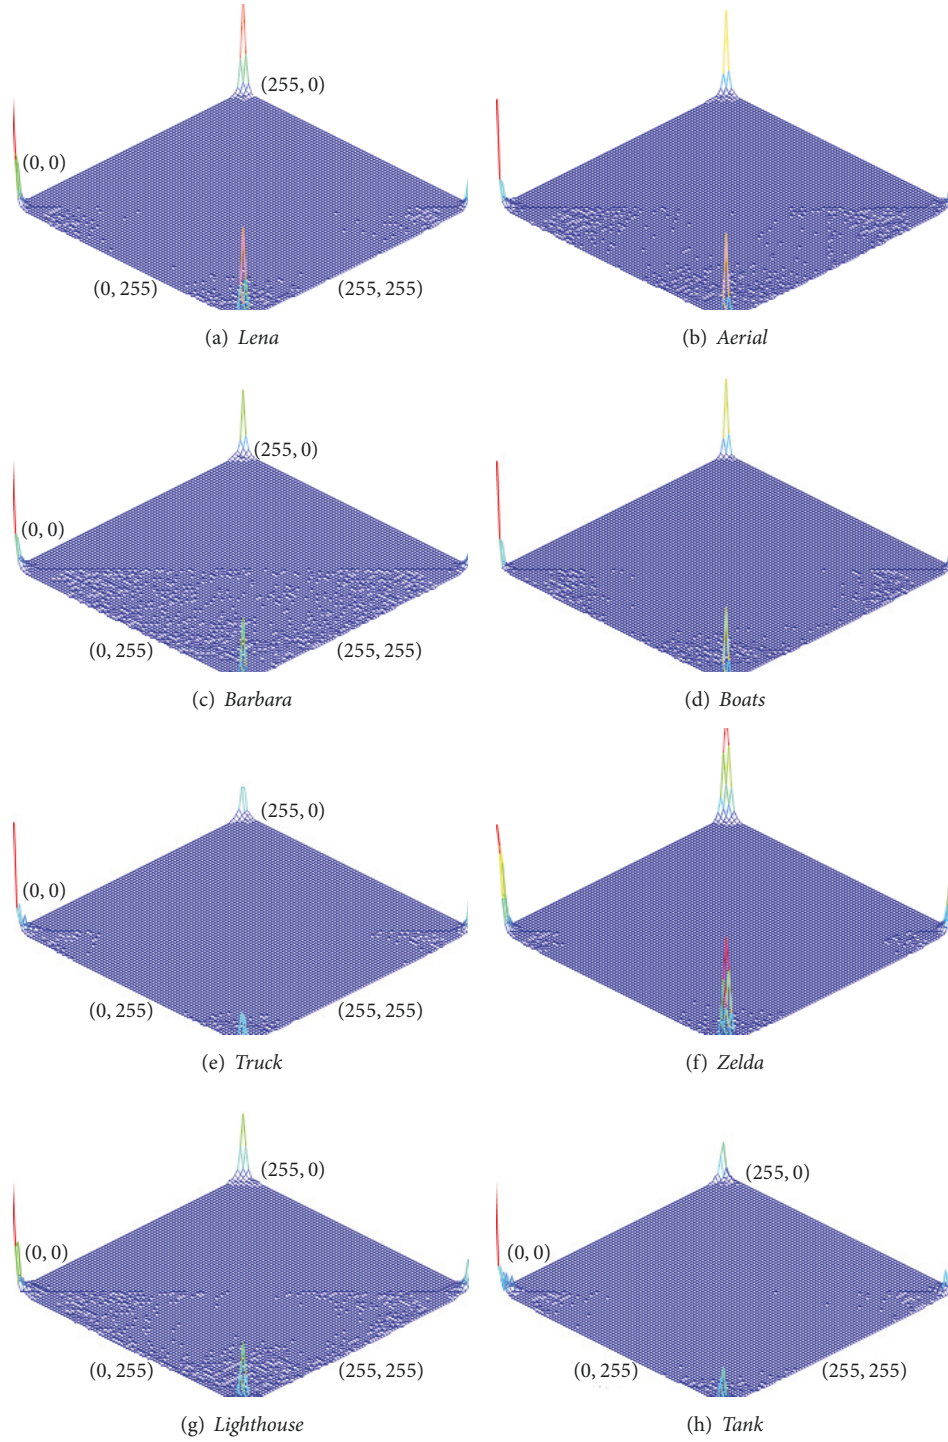 (255, 0)
(0, 0)
(0, 255)
(255, 255)
(a) Lena
(b) Aerial
(255, 0)
(0, 0)
(0, 255)
(255, 255)
(c) Barbara
(d) Boats
(255, 0)
(0, 0)
(0, 255)
(255, 255)
(e) Truck
(f) Zelda
(255, 0)
(0, 0)
(0, 255)
(255, 255)
(g) Lighthouse
(255, 0)
(0, 0)
(0, 255)
(255, 255)
(h) Tank